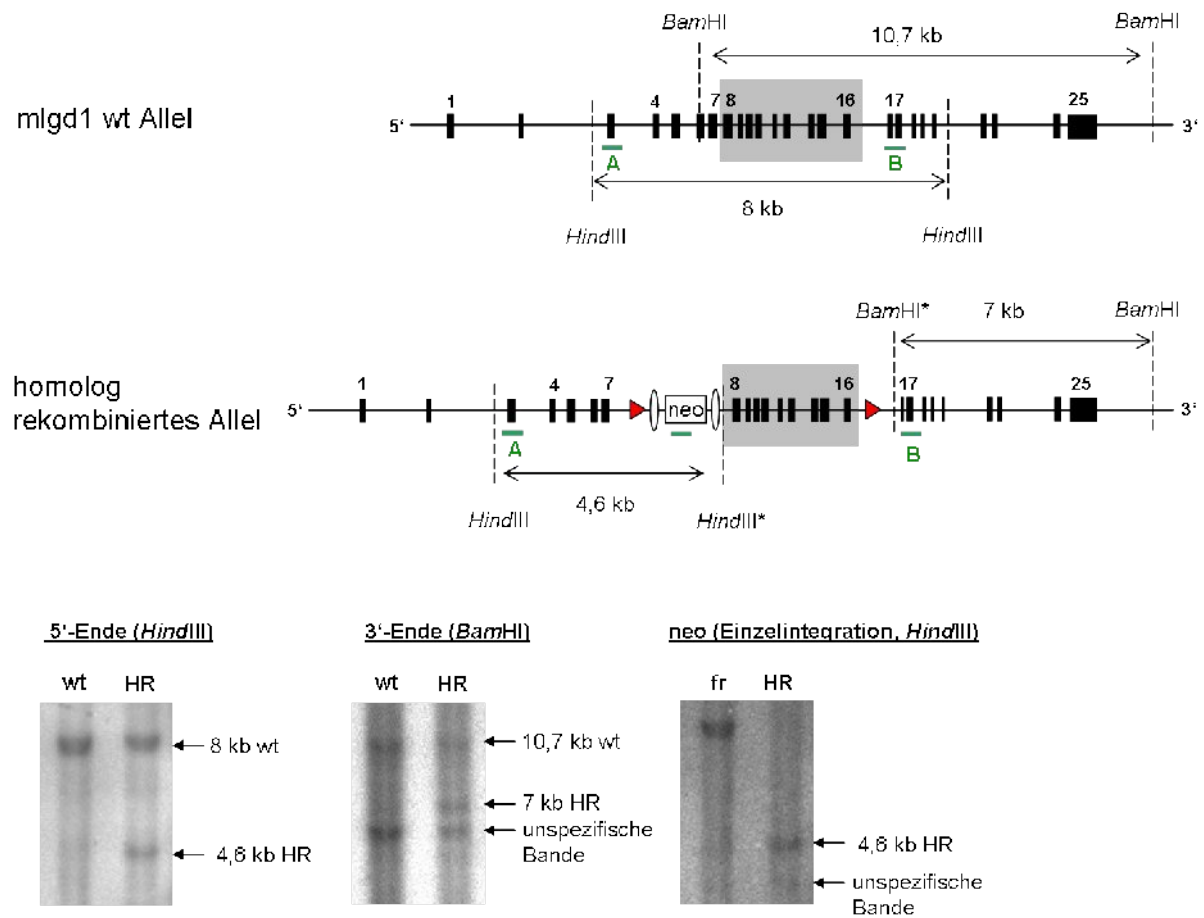 BamHI BamHI
10,7 kb
mlgd1 wt Allel
1 4 7 8 16 17 25
5‘ 3‘
A B
8 kb
HindIII HindIII
BamHI* 7 kb BamHI
homolog
rekombiniertes Allel
1 4 7 8 16 17 25
5‘ neo 3‘
A B
4,6 kb
HindIII HindIII*
5‘-Ende (HindIII) 3‘-Ende (BamHI) neo (Einzelintegration, HindIII)
wt HR wt HR fr HR
8 kb wt 10,7 kb wt
7 kb HR
unspezifische
Bande
4,6 kb HR
4,6 kb HR
unspezifische
Bande